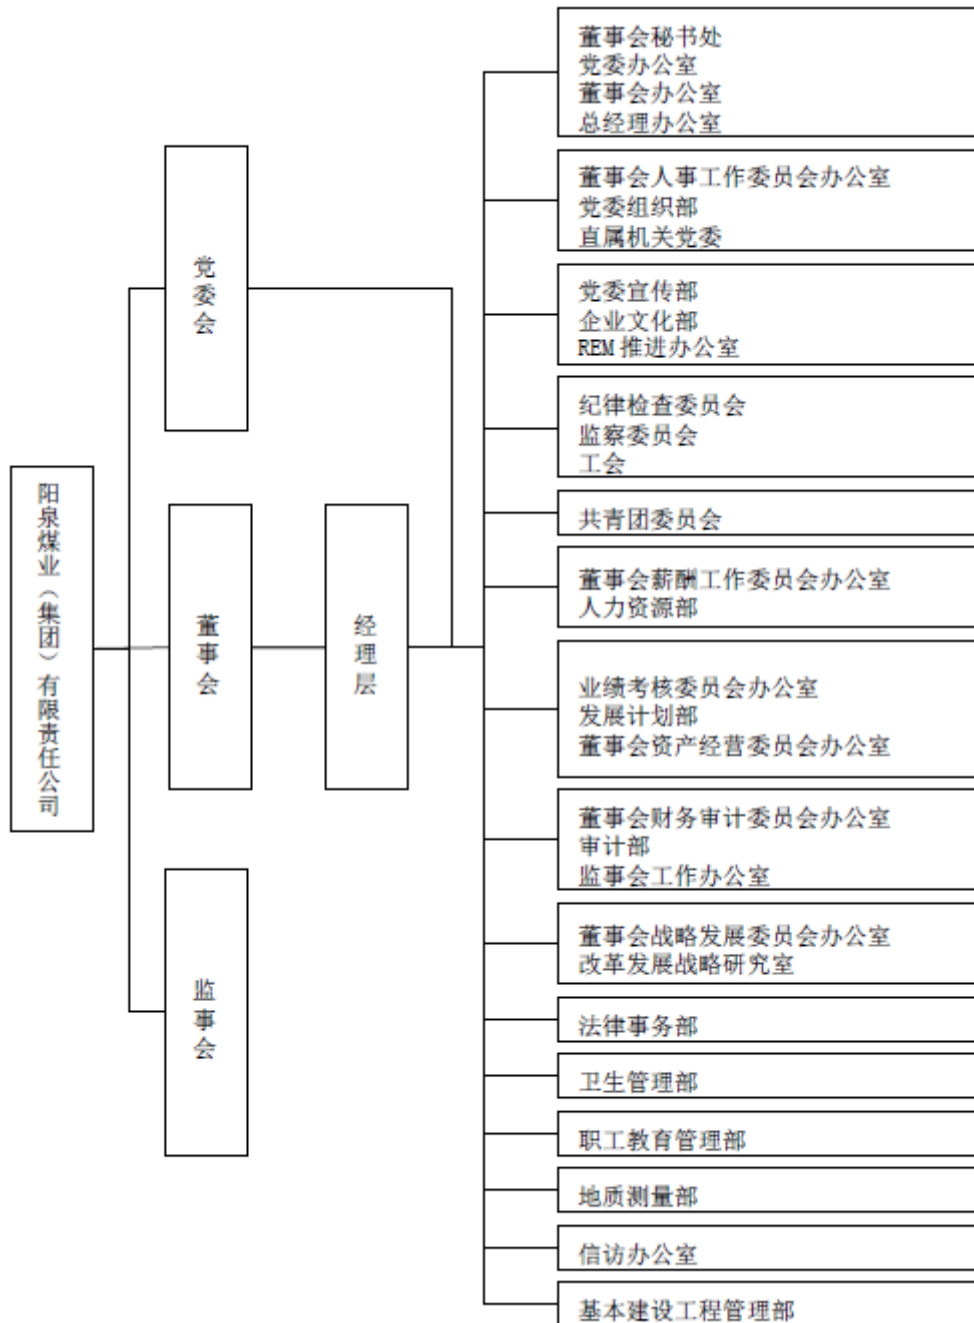 阳泉煤业（集团）有限责任公司
党委会
董事会
监事会
经理层
董事会秘书处
党委办公室
董事会办公室
总经理办公室
董事会人事工作委员会办公室
党委组织部
直属机关党委
党委宣传部
企业文化部
REM 推进办公室
纪律检查委员会
监察委员会
工会
共青团委员会
董事会薪酬工作委员会办公室
人力资源部
业绩考核委员会办公室
发展计划部
董事会资产经营委员会办公室
董事会财务审计委员会办公室
审计部
监事会工作办公室
董事会战略发展委员会办公室
改革发展战略研究室
法律事务部
卫生管理部
职工教育管理部
地质测量部
信访办公室
基本建设工程管理部